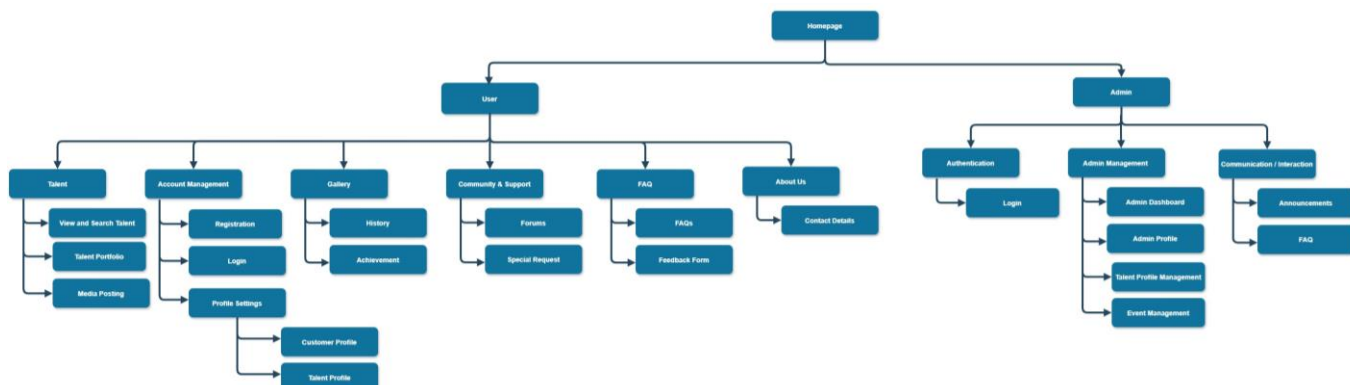 Homepage
User
Admin
Talent
Account Management
Gallery
Community & Support
FAQ
About Us
Authentication
Admin Management
Communication / Interaction
View and Search Talent
Talent Portfolio
Media Posting
Registration
Login
Profile Settings
Customer Profile
Talent Profile
History
Achievement
Forums
Special Request
FAQs
Feedback Form
Contact Details
Login
Admin Dashboard
Admin Profile
Talent Profile Management
Event Management
Announcements
FAQ